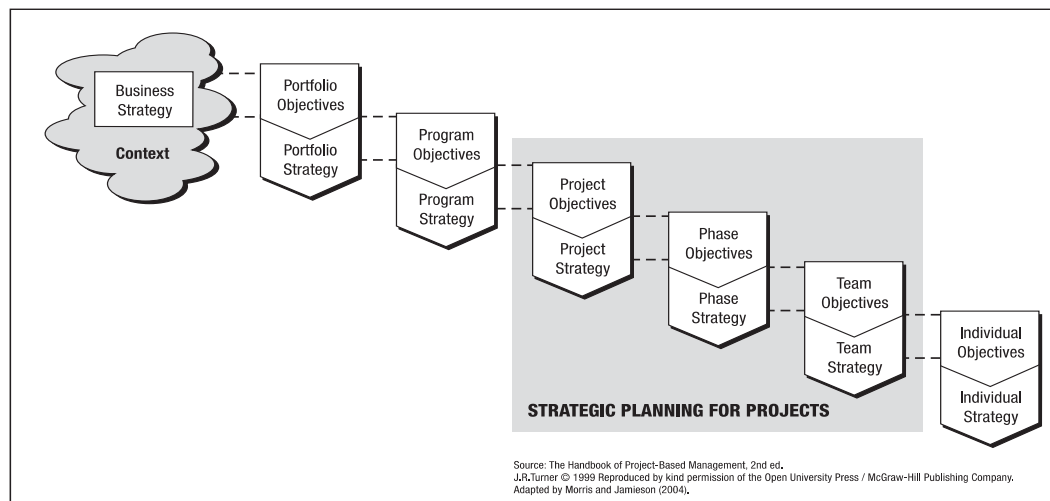 Business
Strategy
Context
Portfolio
Objectives
Portfolio
Strategy
Program
Objectives
Program
Strategy
Project
Objectives
Project
Strategy
Phase
Objectives
Phase
Strategy
Team
Objectives
Team
Strategy
Individual
Objectives
Individual
Strategy
STRATEGIC PLANNING FOR PROJECTS
Source: The Handbook of Project-Based Management, 2nd ed.
J.R.Turner © 1999 Reproduced by kind permission of the Open University Press / McGraw-Hill Publishing Company.
Adapted by Morris and Jamieson (2004).